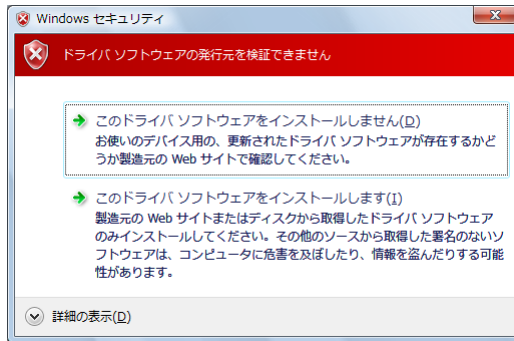 Windows セキュリティ
ドライバ ソフトウェアの発行元を検証できません
このドライバ ソフトウェアをインストールしません(D)
お使いのデバイス用の、更新されたドライバ ソフトウェアが存在するかど
うか製造元の Web サイトで確認してください。
このドライバ ソフトウェアをインストールします(I)
製造元の Web サイトまたはディスクから取得したドライバ ソフトウェア
のみインストールしてください。その他のソースから取得した署名のないソ
フトウェアは、コンピュータに危害を及ぼしたり、情報を盗んだりする可能
性があります。
詳細の表示(D)